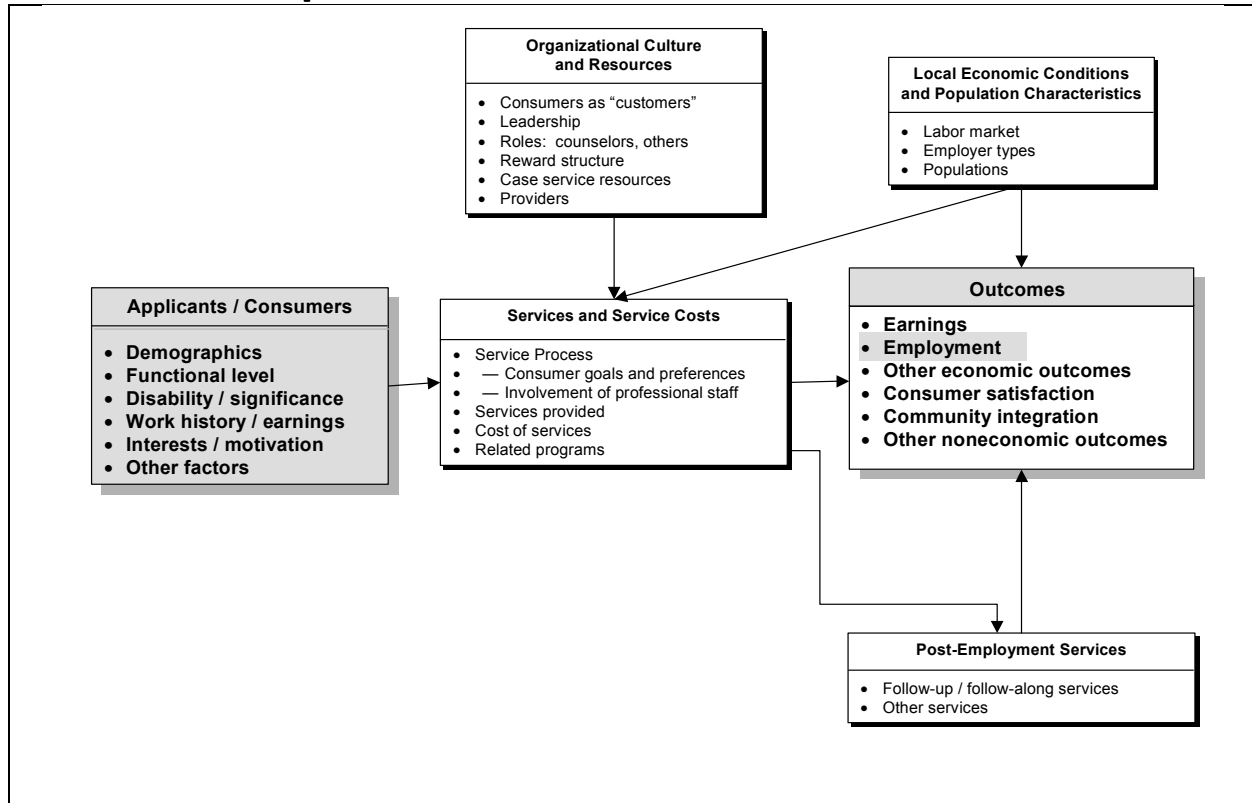 Organizational Culture
and Resources
• Consumers as “customers”
• Leadership
• Roles:  counselors, others
• Reward structure
• Case service resources
• Providers
Local Economic Conditions
and Population Characteristics
• Labor market
• Employer types
• Populations
Applicants / Consumers
• Demographics
• Functional level
• Disability / significance
• Work history / earnings
• Interests / motivation
• Other factors
Services and Service Costs
• Service Process
• — Consumer goals and preferences
• — Involvement of professional staff
• Services provided
• Cost of services
• Related programs
Outcomes
• Earnings
• Employment
• Other economic outcomes
• Consumer satisfaction
• Community integration
• Other noneconomic outcomes
Post-Employment Services
• Follow-up / follow-along services
• Other services